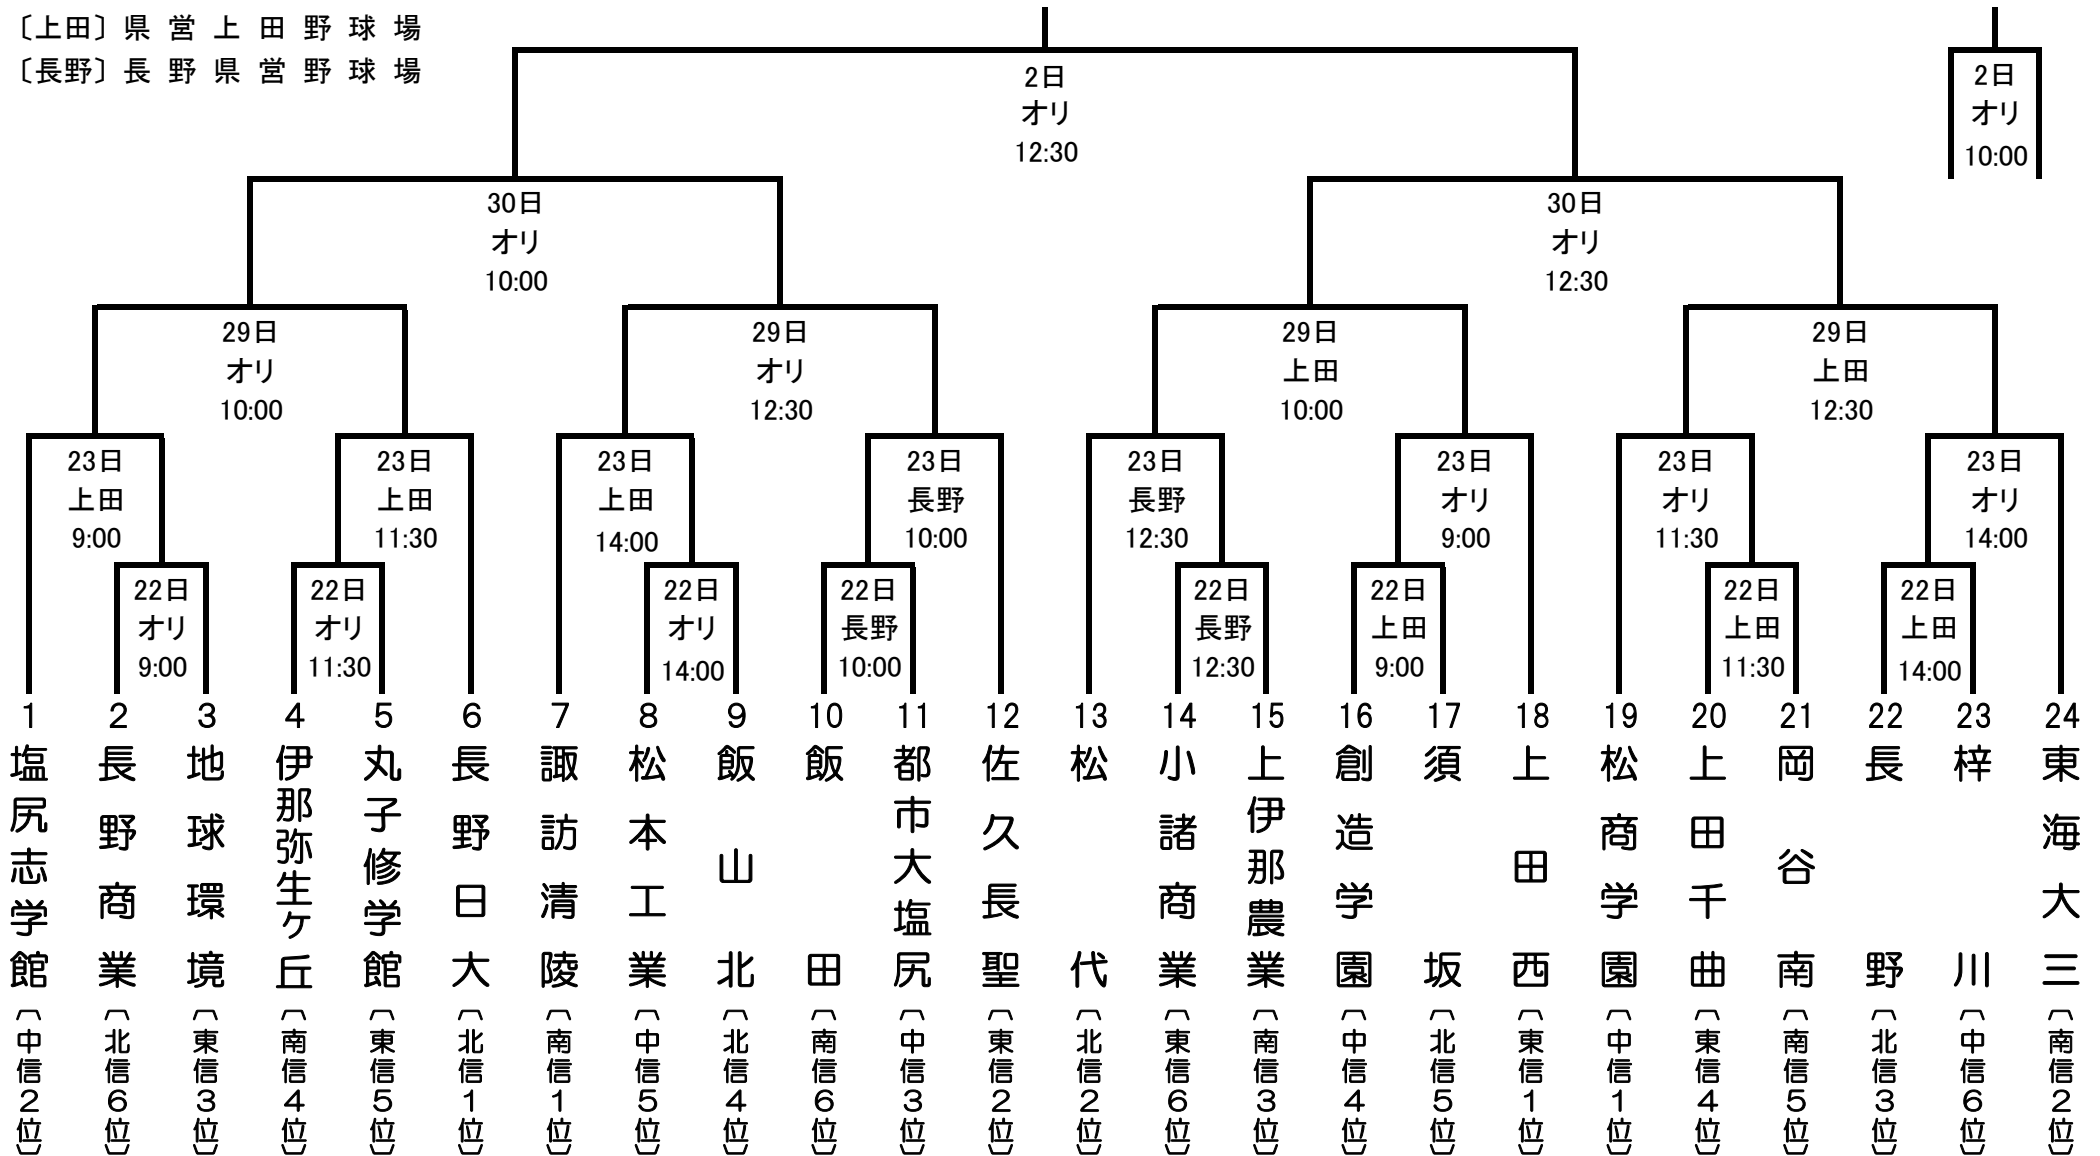 〔上田〕県営上田野球場
〔長野〕長野県営野球場
2日
オリ
12:30
2日
オリ
10:00
30日
オリ
10:00
30日
オリ
12:30
29日
オリ
10:00
29日
オリ
12:30
29日
上田
10:00
29日
上田
12:30
23日
上田
9:00
23日
上田
11:30
23日
上田
14:00
23日
長野
10:00
23日
長野
12:30
23日
オリ
9:00
23日
オリ
11:30
23日
オリ
14:00
22日
オリ
9:00
22日
オリ
11:30
22日
オリ
14:00
22日
長野
10:00
22日
長野
12:30
22日
上田
9:00
22日
上田
11:30
22日
上田
14:00
1 塩尻志学館(中信2位)
2 長野商業(北信6位)
3 地球環境(東信3位)
4 伊那弥生ケ丘(南信4位)
5 丸子修学館(東信5位)
6 長野日大(北信1位)
7 諏訪清陵(南信1位)
8 松本工業(中信5位)
9 飯山北(北信4位)
10 飯田(南信6位)
11 都市大塩尻(中信3位)
12 佐久長聖(東信2位)
13 松代(北信2位)
14 小諸商業(東信6位)
15 上伊那農業(南信3位)
16 創造学園(中信4位)
17 須坂(北信5位)
18 上田西(東信1位)
19 松商学園(中信1位)
20 上田千曲(東信4位)
21 岡谷南(南信5位)
22 長野(北信3位)
23 梓川(中信6位)
24 東海大三(南信2位)